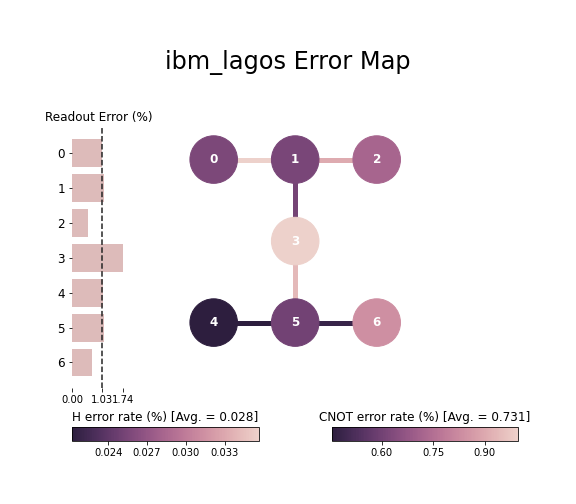 ibm_lagos Error Map
Readout Error (%)
0
1
2
3
4
5
6
0.00 1.03 1.74
0 1 2
3
4 5 6
H error rate (%) [Avg. = 0.028]
0.024 0.027 0.030 0.033
CNOT error rate (%) [Avg. = 0.731]
0.60 0.75 0.90